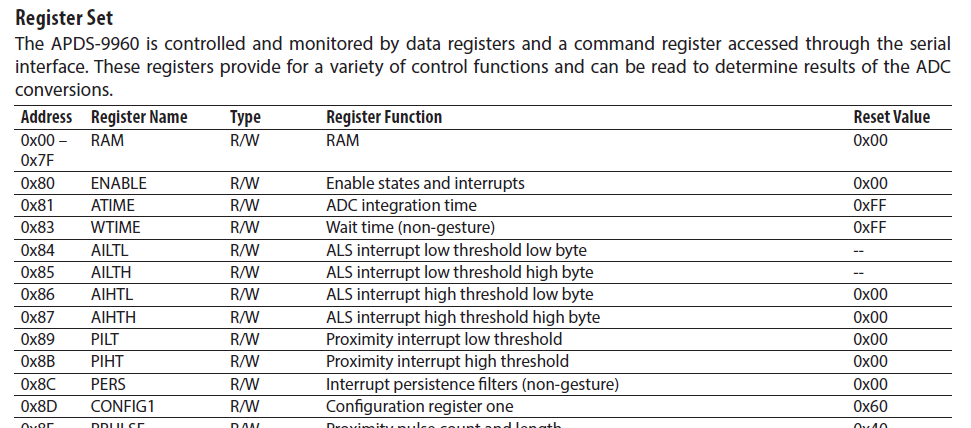 Register Set
The APDS-9960 is controlled and monitored by data registers and a command register accessed through the serial
interface. These registers provide for a variety of control functions and can be read to determine results of the ADC
conversions.
Address Register Name Type Register Function Reset Value
0x00 – RAM R/W RAM 0x00
0x7F
0x80 ENABLE R/W Enable states and interrupts 0x00
0x81 ATIME R/W ADC integration time 0xFF
0x83 WTIME R/W Wait time (non-gesture) 0xFF
0x84 AILTL R/W ALS interrupt low threshold low byte --
0x85 AILTH R/W ALS interrupt low threshold high byte --
0x86 AIHTL R/W ALS interrupt high threshold low byte 0x00
0x87 AIHTH R/W ALS interrupt high threshold high byte 0x00
0x89 PILT R/W Proximity interrupt low threshold 0x00
0x8B PIHT R/W Proximity interrupt high threshold 0x00
0x8C PERS R/W Interrupt persistence filters (non-gesture) 0x00
0x8D CONFIG1 R/W Configuration register one 0x60
R/W Proximity pulse count and length 0x40